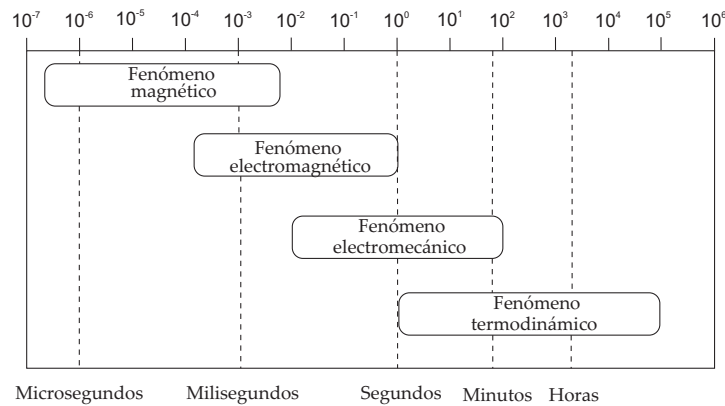 10⁻⁷ 10⁻⁶ 10⁻⁵ 10⁻⁴ 10⁻³ 10⁻² 10⁻¹ 10⁰ 10¹ 10² 10³ 10⁴ 10⁵ 10⁶
Fenómeno
magnético
Fenómeno
electromagnético
Fenómeno
electromecánico
Fenómeno
termodinámico
Microsegundos Milisegundos Segundos Minutos Horas